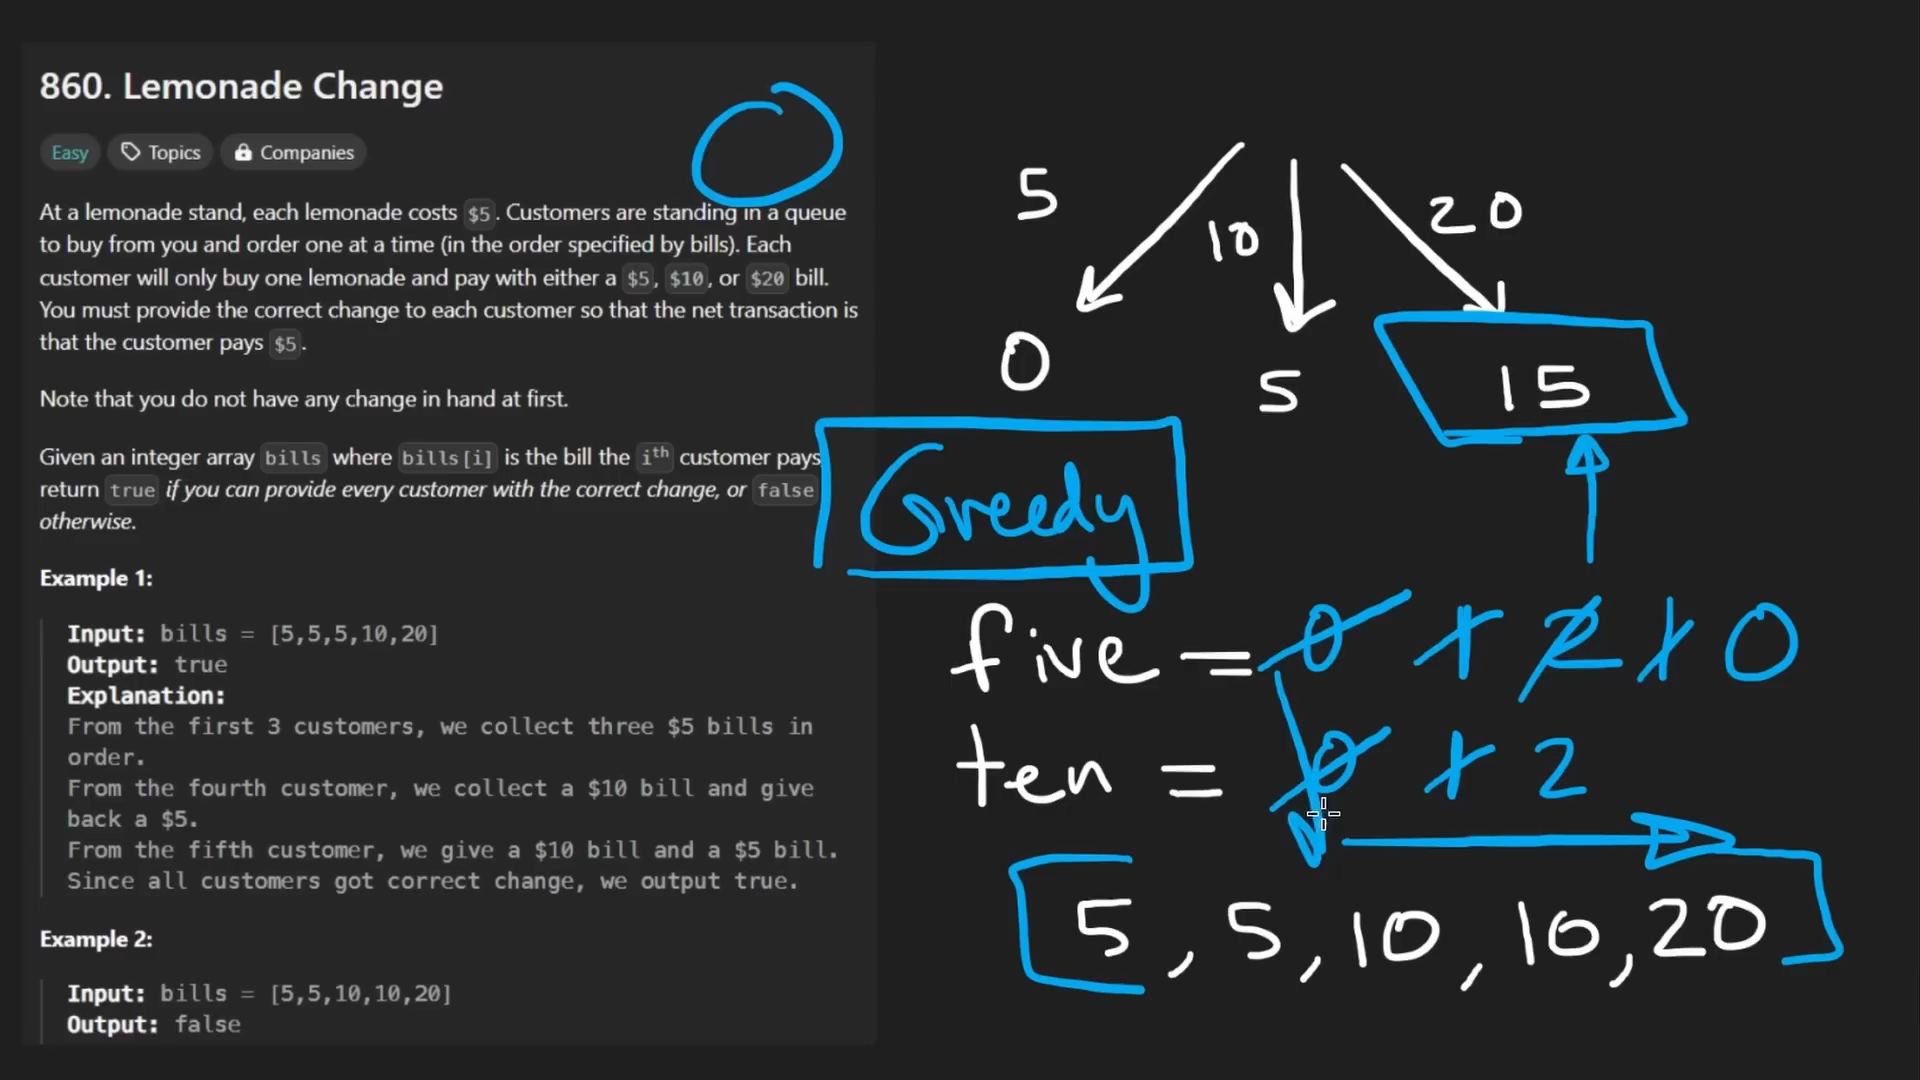 860. Lemonade Change
Easy Topics Companies
At a lemonade stand, each lemonade costs $5. Customers are standing in a queue
to buy from you and order one at a time (in the order specified by bills). Each
customer will only buy one lemonade and pay with either a $5, $10, or $20 bill.
You must provide the correct change to each customer so that the net transaction is
that the customer pays $5.
Note that you do not have any change in hand at first.
Given an integer array bills where bills[i] is the bill the ith customer pays
return true if you can provide every customer with the correct change, or false
otherwise.
Example 1:
Input: bills = [5,5,5,10,20]
Output: true
Explanation:
From the first 3 customers, we collect three $5 bills in
order.
From the fourth customer, we collect a $10 bill and give
back a $5.
From the fifth customer, we give a $10 bill and a $5 bill.
Since all customers got correct change, we output true.
Example 2:
Input: bills = [5,5,10,10,20]
Output: false
5 10 20
0 5 15
Greedy
five = 0 1 2 1 0
ten = 0 1 2
5, 5, 10, 10, 20